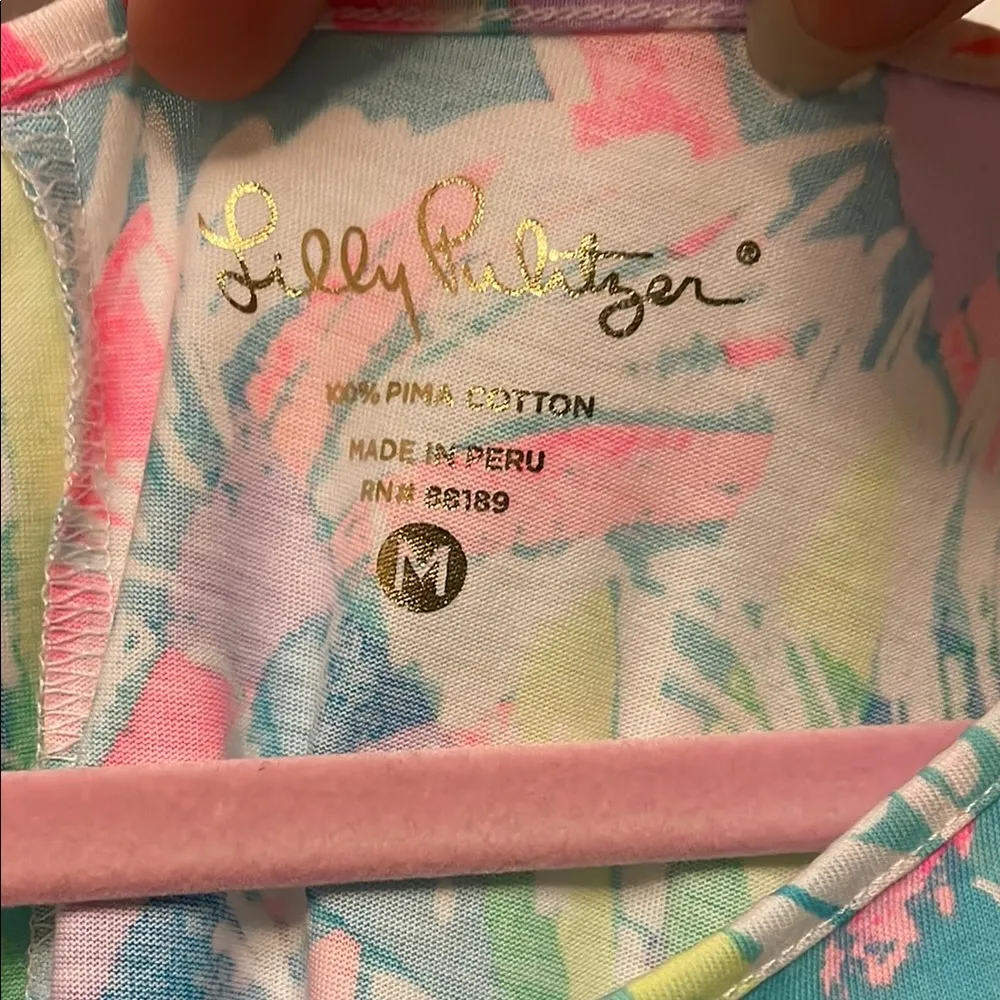 Lilly Pulitzer®
100% PIMA COTTON
MADE IN PERU
RN# 88189
M